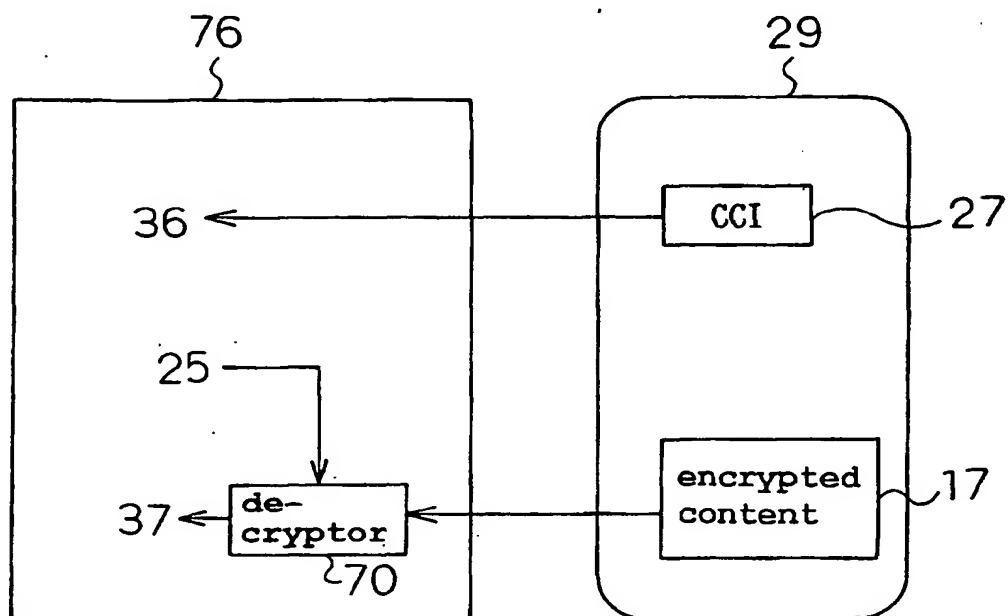 76
29
36
CCI
27
25
de-
cryptor
37
70
encrypted
content
17